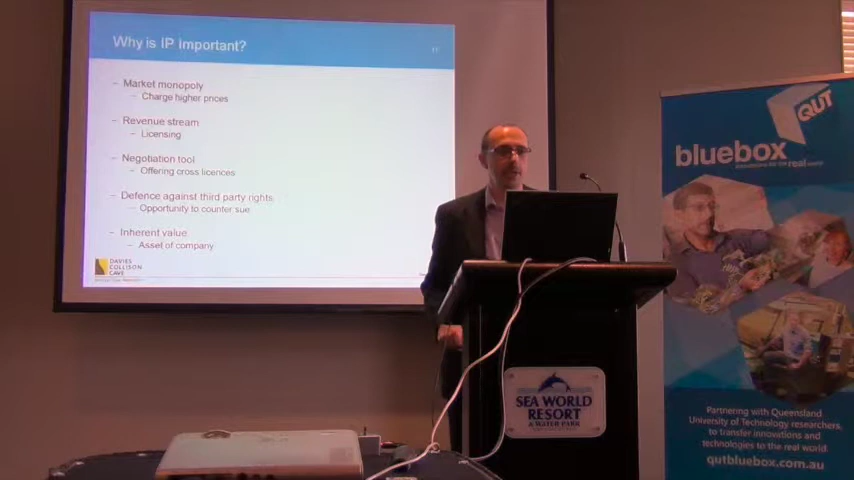 Why is IP Important?
– Market monopoly
– Charge higher prices
– Revenue stream
– Licensing
– Negotiation tool
– Offering cross licences
– Defence against third party rights
– Opportunity to counter sue
– Inherent value
– Asset of company
DAVIES
COLLISON
CAVE
SEA WORLD
RESORT
& WATER PARK
QUT
bluebox
real
Partnering with Queensland
University of Technology researchers,
to transfer innovations and
technologies to the real world.
qutbluebox.com.au